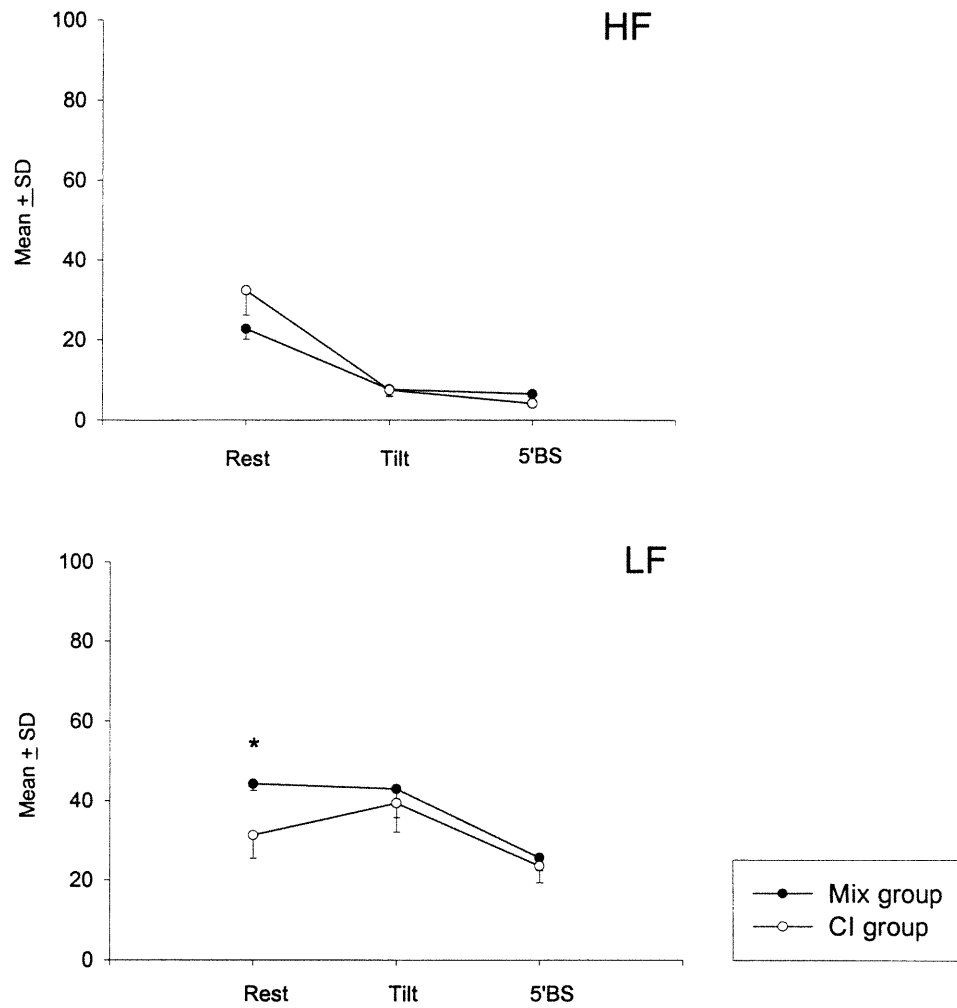 HF
100
80
60
40
20
0
Mean ± SD
Rest Tilt 5'BS
LF
100
80
60
40
20
0
Mean ± SD
*
Rest Tilt 5'BS
Mix group
CI group